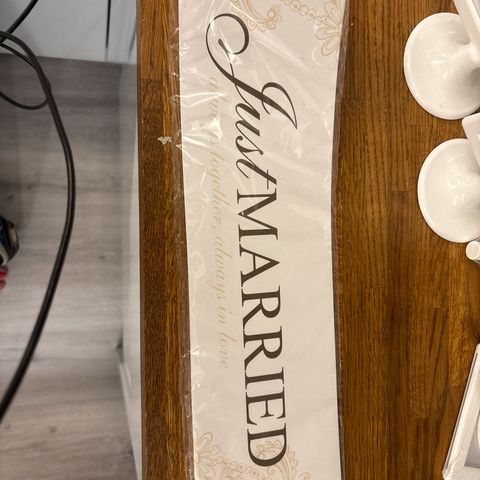 Just MARRIED
always together, always in love